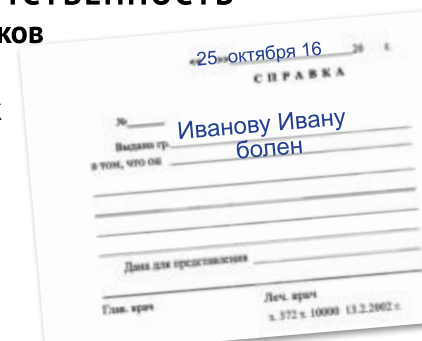 ТСТВЕННОСТЬ
ков
«25» октября 16 20 г.
СПРАВКА
№
Выдана гр. Иванову Ивану
в том, что он болен
Дана для представления
Глав. врач Леч. врач
з. 372 т. 10000 13.2.2002 г.